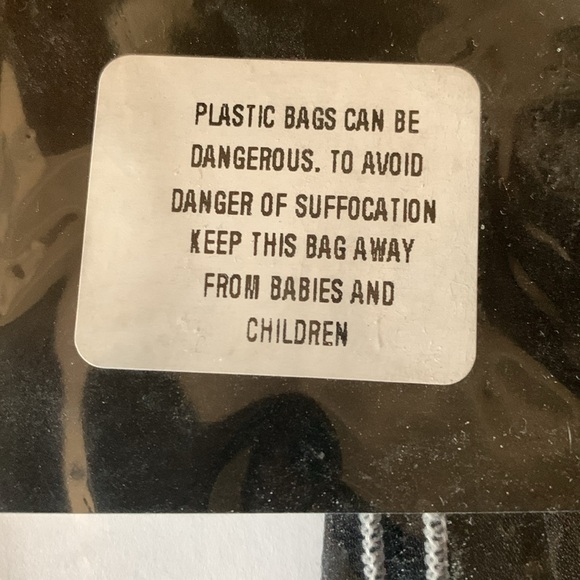 PLASTIC BAGS CAN BE
DANGEROUS. TO AVOID
DANGER OF SUFFOCATION
KEEP THIS BAG AWAY
FROM BABIES AND
CHILDREN